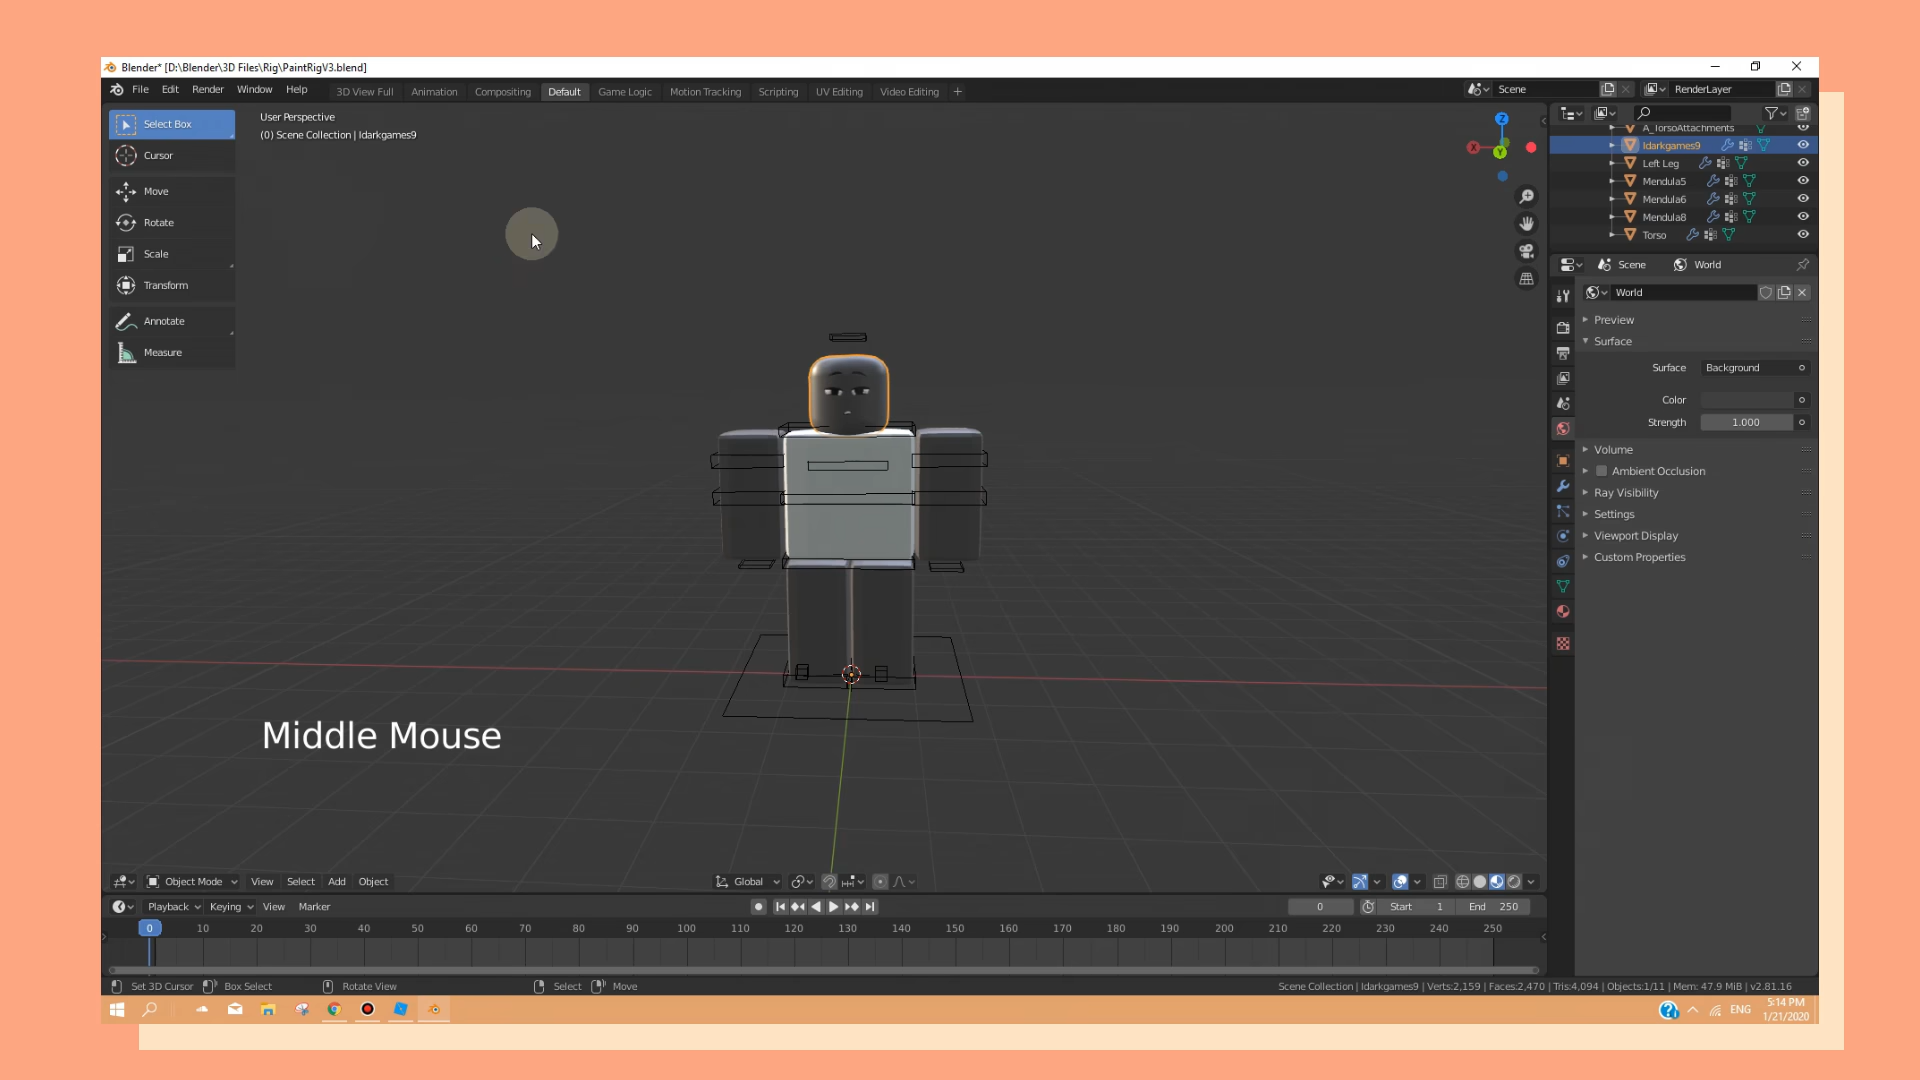 Blender* [D:\Blender\3D Files\Rig\PaintRigV3.blend]
File Edit Render Window Help
3D View Full Animation Compositing Default Game Logic Motion Tracking Scripting UV Editing Video Editing +
Scene
RenderLayer
Select Box
Cursor
Move
Rotate
Scale
Transform
Annotate
Measure
User Perspective
(0) Scene Collection | Idarkgames9
Z
X
Y
A_TorsoAttachments
Idarkgames9
Left Leg
Mendula5
Mendula6
Mendula8
Torso
Scene World
World
Preview
Surface
Surface Background
Color
Strength 1.000
Volume
Ambient Occlusion
Ray Visibility
Settings
Viewport Display
Custom Properties
Middle Mouse
Object Mode View Select Add Object
Global
Playback Keying View Marker
0 Start 1 End 250
0 10 20 30 40 50 60 70 80 90 100 110 120 130 140 150 160 170 180 190 200 210 220 230 240 250
Set 3D Cursor Box Select Rotate View Select Move
Scene Collection | Idarkgames9 | Verts:2,159 | Faces:2,470 | Tris:4,094 | Objects:1/11 | Mem: 47.9 MiB | v2.81.16
ENG
5:14 PM
1/21/2020